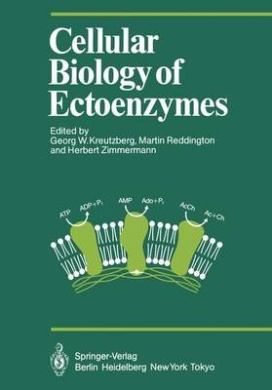 Cellular
Biology of
Ectoenzymes
Edited by
Georg W. Kreutzberg, Martin Reddington
and Herbert Zimmermann
ATP ADP+Pᵢ AMP Ado+Pᵢ AcCh Ac+Ch
Springer-Verlag
Berlin Heidelberg New York Tokyo